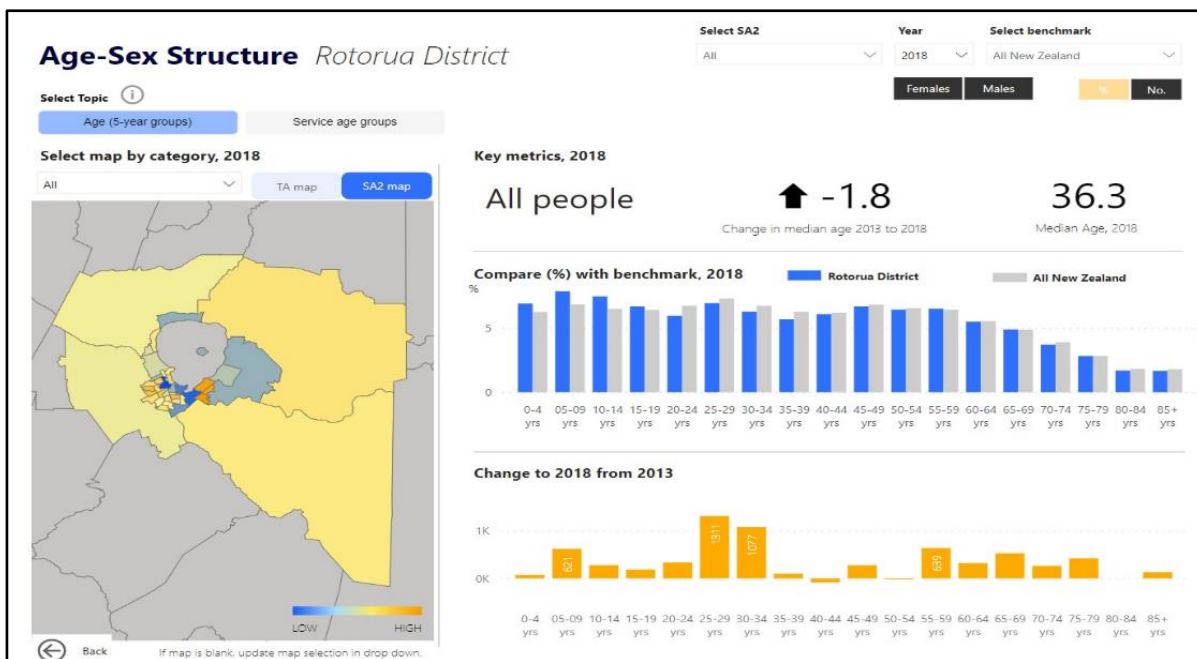 Age-Sex Structure Rotorua District
Select SA2
All
Year
2018
Select benchmark
All New Zealand
Females
Males
%
No.
Select Topic
Age (5-year groups)
Service age groups
Select map by category, 2018
All
TA map
SA2 map
LOW
HIGH
Back
If map is blank, update map selection in drop down.
Key metrics, 2018
All people
-1.8
Change in median age 2013 to 2018
36.3
Median Age, 2018
Compare (%) with benchmark, 2018
Rotorua District
All New Zealand
%
5
0
0-4 05-09 10-14 15-19 20-24 25-29 30-34 35-39 40-44 45-49 50-54 55-59 60-64 65-69 70-74 75-79 80-84 85+
yrs yrs yrs yrs yrs yrs yrs yrs yrs yrs yrs yrs yrs yrs yrs yrs yrs yrs
Change to 2018 from 2013
1K
0K
621
1311
1077
639
0-4 05-09 10-14 15-19 20-24 25-29 30-34 35-39 40-44 45-49 50-54 55-59 60-64 65-69 70-74 75-79 80-84 85+
yrs yrs yrs yrs yrs yrs yrs yrs yrs yrs yrs yrs yrs yrs yrs yrs yrs yrs